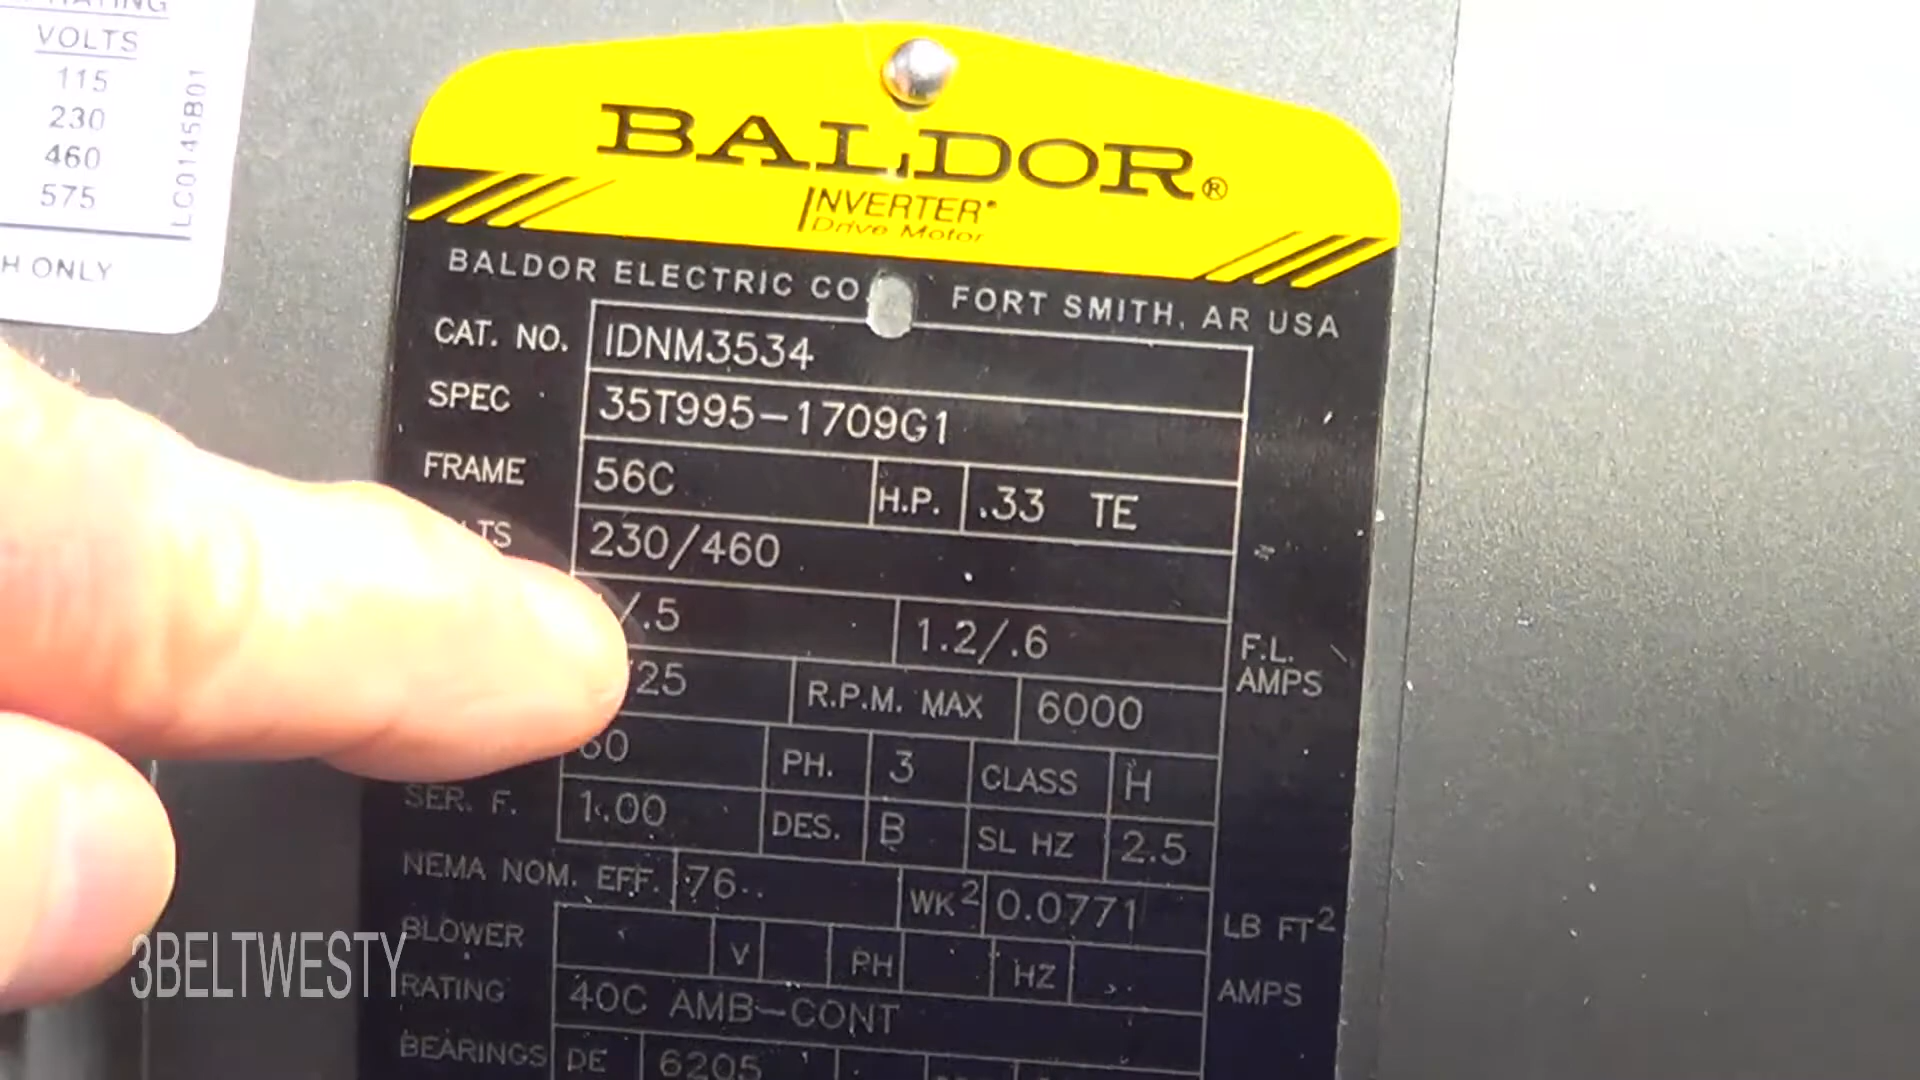 RATING
VOLTS
115
230
460
575
LC0145B01
H ONLY
BALDOR®
INVERTER®
Drive Motor
BALDOR ELECTRIC CO. FORT SMITH, AR USA
CAT. NO. IDNM3534
SPEC 35T995-1709G1
FRAME 56C H.P. .33 TE
LTS 230/460
/.5 1.2/.6 F.L. AMPS
/25 R.P.M. MAX 6000
60 PH. 3 CLASS H
SER. F. 1.00 DES. B SL HZ 2.5
NEMA NOM. EFF. 76 WK2 0.0771 LB FT2
BLOWER V PH HZ AMPS
RATING 40C AMB-CONT
BEARINGS DE 6205
3BELTWESTY